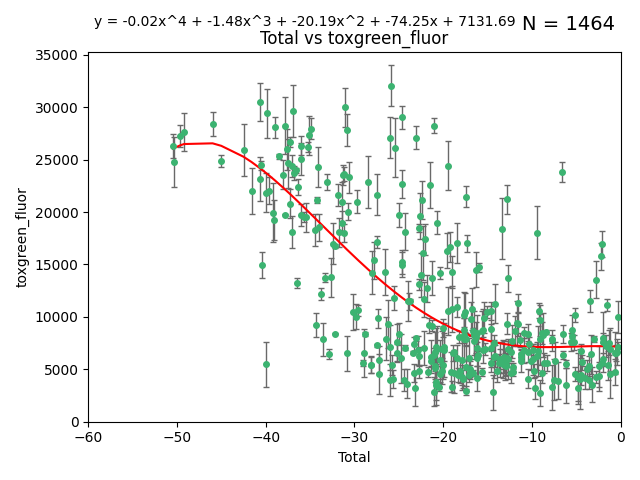 y = -0.02x^4 + -1.48x^3 + -20.19x^2 + -74.25x + 7131.69 N = 1464
Total vs toxgreen_fluor
35000
30000
25000
20000
15000
10000
5000
0
toxgreen_fluor
−60 −50 −40 −30 −20 −10 0
Total